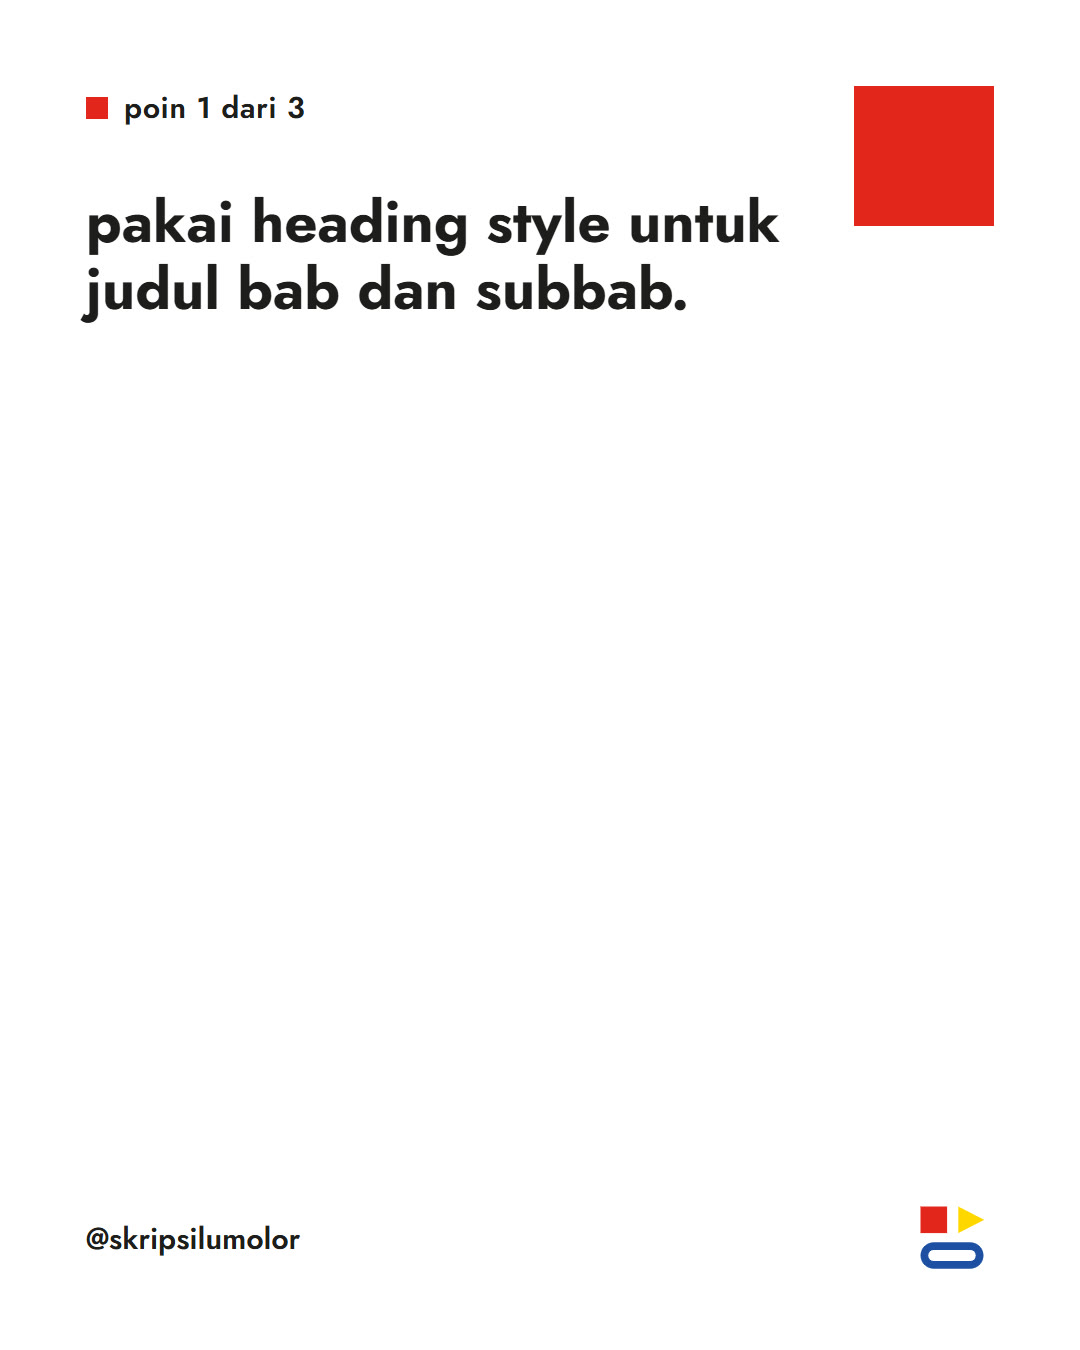 poin 1 dari 3
pakai heading style untuk
judul bab dan subbab.
@skripsilumolor